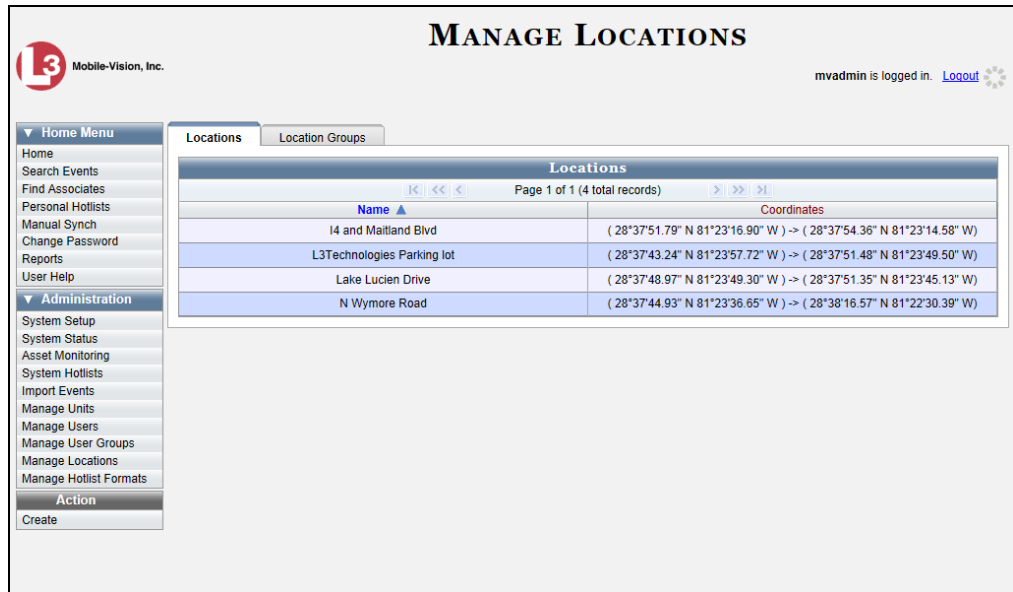 MANAGE LOCATIONS
L3 Mobile-Vision, Inc.
mvadmin is logged in. Logout
▼ Home Menu
Home
Search Events
Find Associates
Personal Hotlists
Manual Synch
Change Password
Reports
User Help
▼ Administration
System Setup
System Status
Asset Monitoring
System Hotlists
Import Events
Manage Units
Manage Users
Manage User Groups
Manage Locations
Manage Hotlist Formats
Action
Create
Locations Location Groups
Locations
|< << < Page 1 of 1 (4 total records) > >> >|
Name ▲ Coordinates
I4 and Maitland Blvd ( 28°37'51.79" N 81°23'16.90" W ) -> ( 28°37'54.36" N 81°23'14.58" W)
L3Technologies Parking lot ( 28°37'43.24" N 81°23'57.72" W ) -> ( 28°37'51.48" N 81°23'49.50" W)
Lake Lucien Drive ( 28°37'48.97" N 81°23'49.30" W ) -> ( 28°37'51.35" N 81°23'45.13" W)
N Wymore Road ( 28°37'44.93" N 81°23'36.65" W ) -> ( 28°38'16.57" N 81°22'30.39" W)